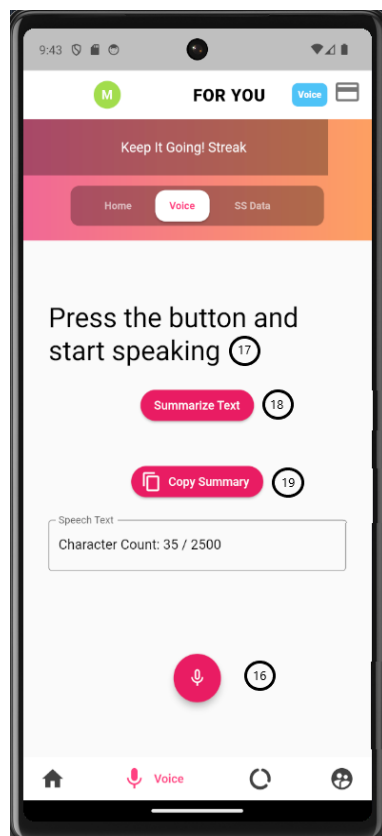 9:43
M
FOR YOU
Voice
Keep It Going! Streak
Home
Voice
SS Data
Press the button and
start speaking
17
Summarize Text
18
Copy Summary
19
Speech Text
Character Count: 35 / 2500
16
Voice